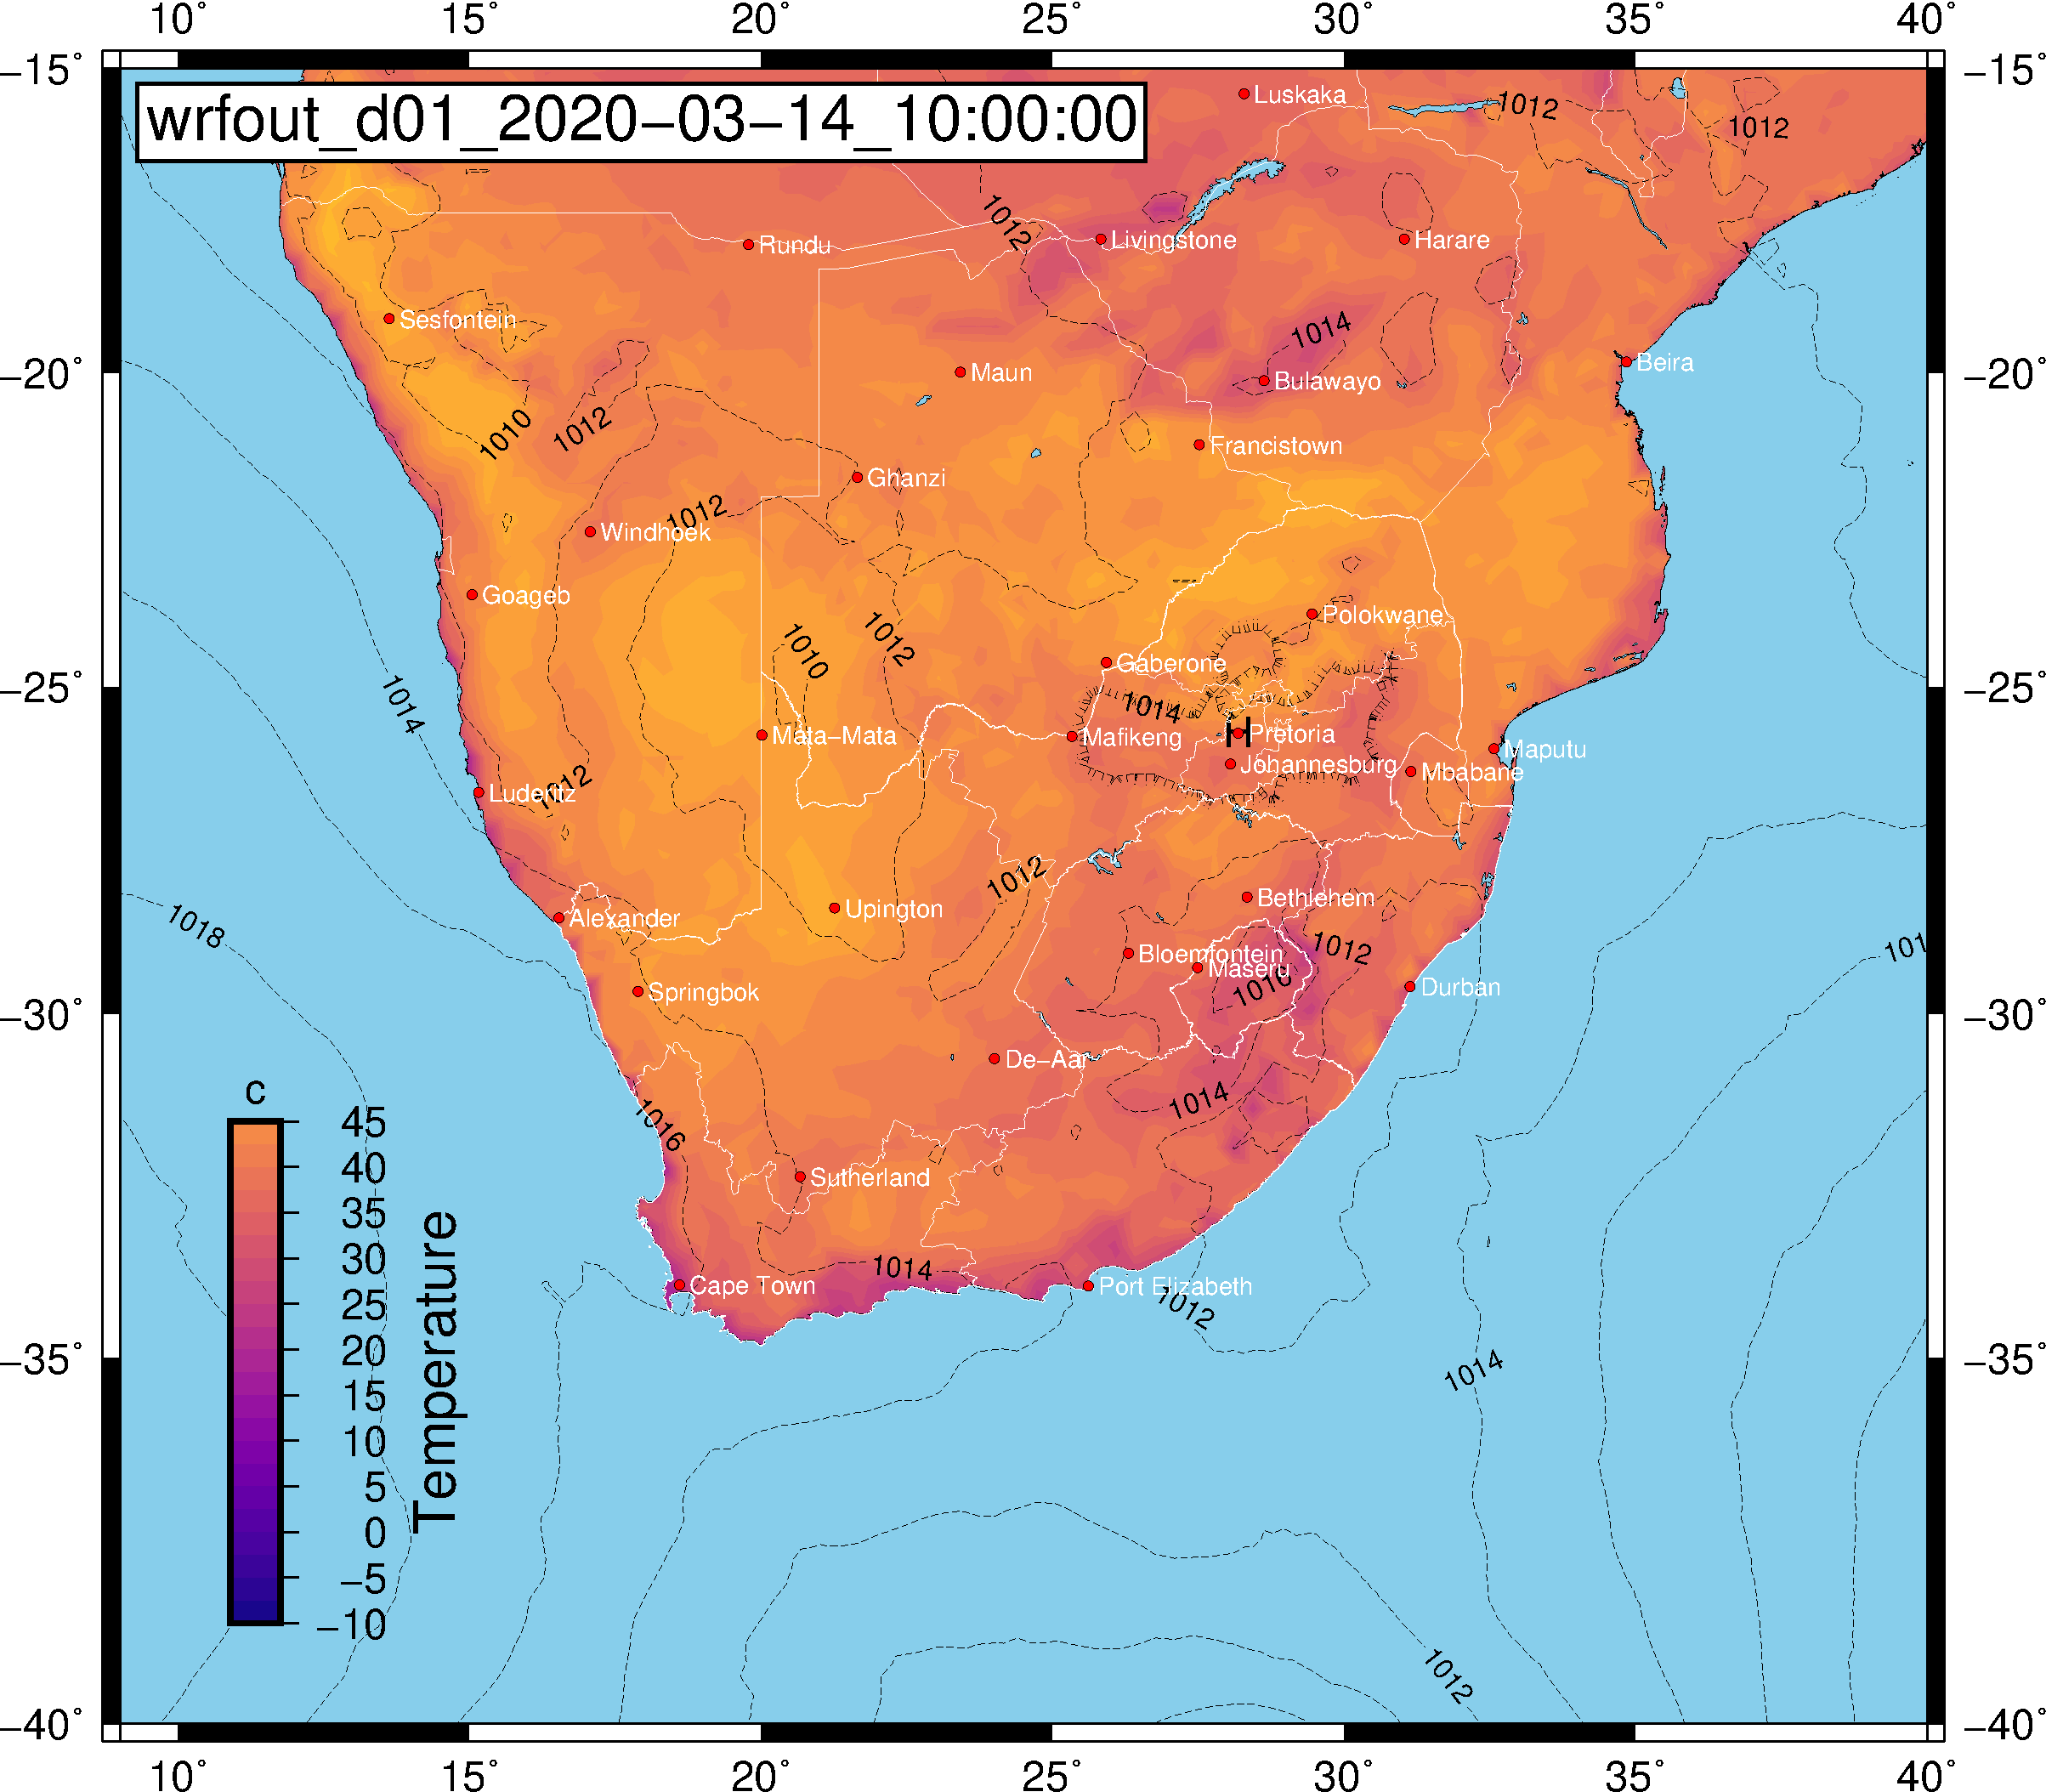 10° 15° 20° 25° 30° 35° 40°
−15° −15°
wrfout_d01_2020−03−14_10:00:00
Luskaka
1012
1012
1012
Rundu
Livingstone
Harare
Sesfontein
1014
−20° −20°
Maun
Bulawayo
Beira
1010
1012
Francistown
Ghanzi
1012
Windhoek
Goageb
Polokwane
1010
1012
Gaberone
−25° −25°
1014
1014
H
Mata−Mata
Mafikeng
Pretoria
Maputu
Johannesburg
Mbabane
Luderitz
1012
1012
Bethlehem
Upington
Alexander
1018
1012
101
Bloemfontein
Maseru
1016
Springbok
Durban
−30° −30°
De−Aar
1014
1016
Sutherland
Cape Town
1014
Port Elizabeth
1012
1014
−35° −35°
c
45
40
35
30
25
20
15
10
5
0
−5
−10
Temperature
1012
−40° −40°
10° 15° 20° 25° 30° 35° 40°